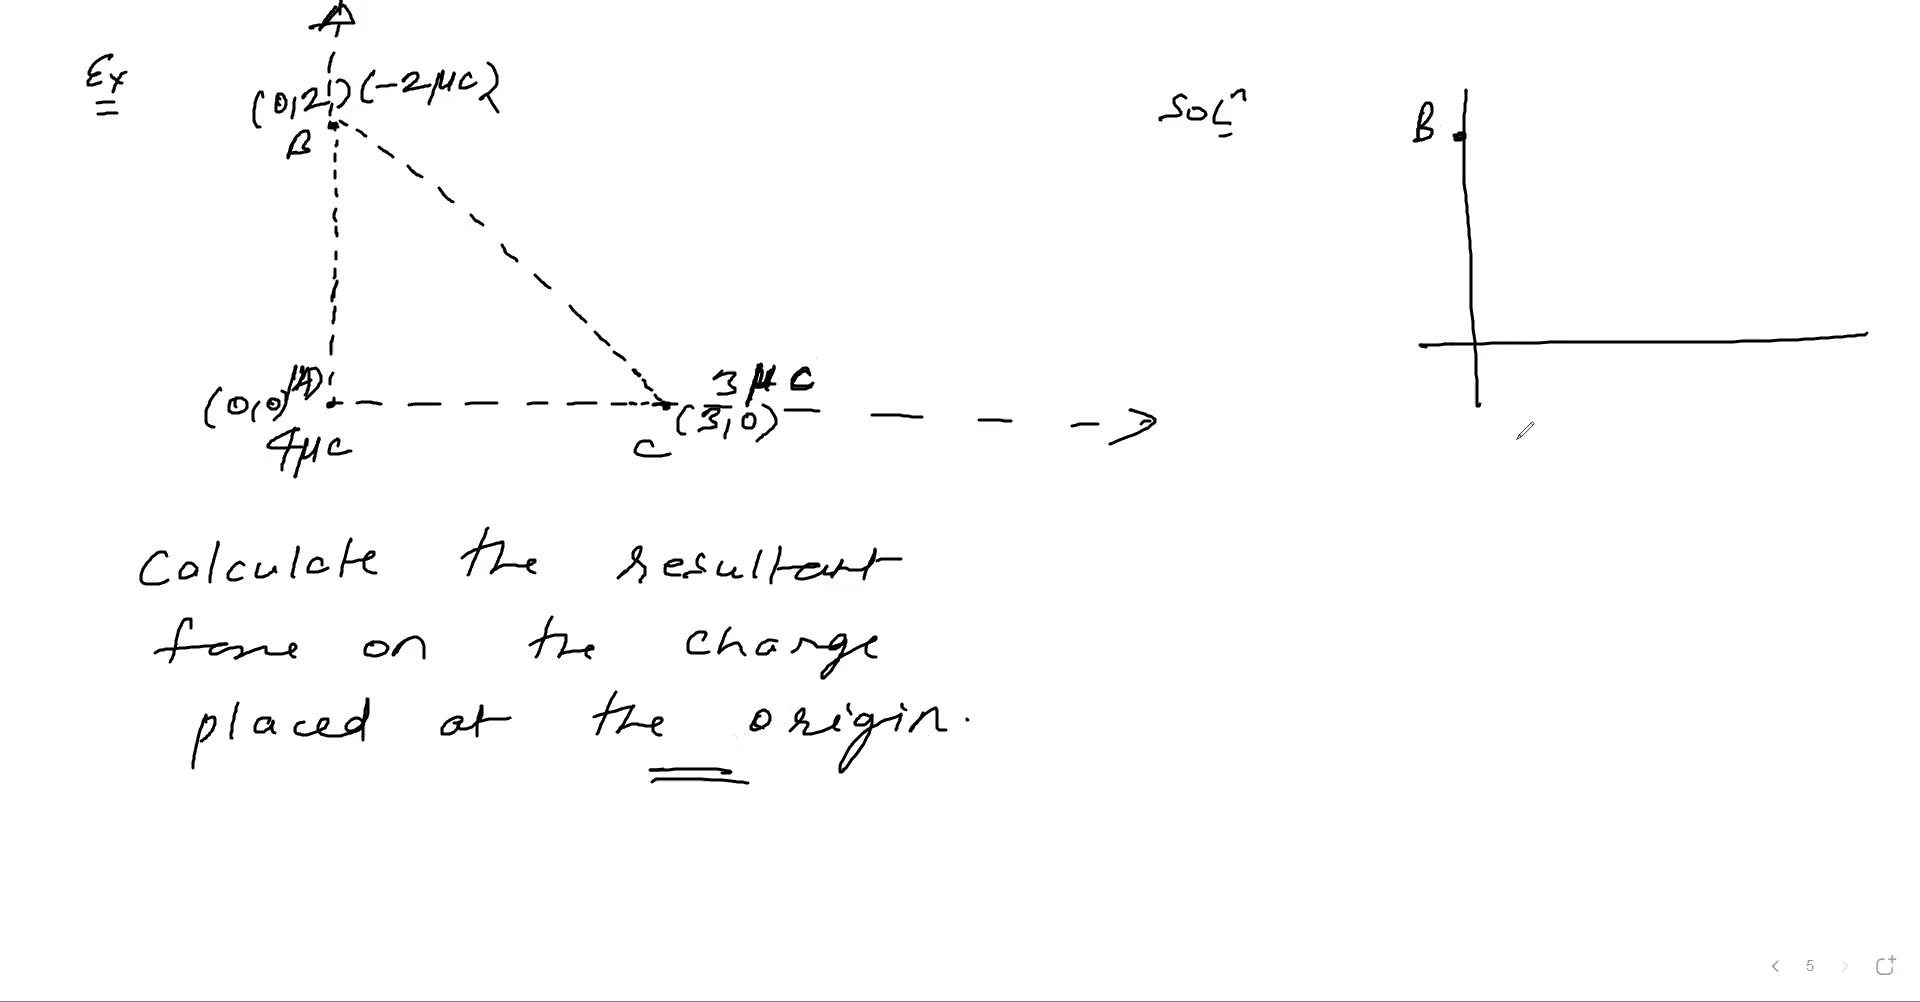 Ex
(0,2) (-2μC)
B
(0,0) A
4μC
3μC
(3,0)
C
Calculate the resultant
force on the charge
placed at the origin.
Solⁿ
B
5